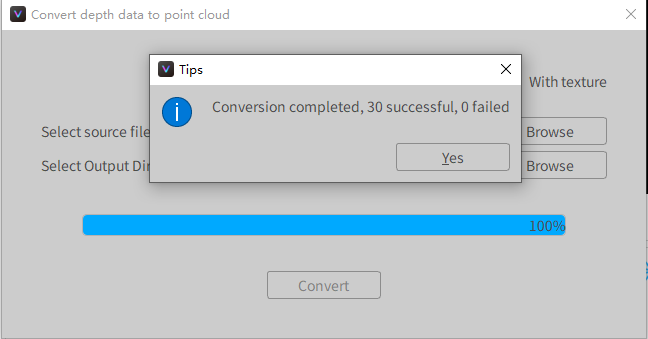 Convert depth data to point cloud
Tips
With texture
Conversion completed, 30 successful, 0 failed
Select source file
Browse
Yes
Select Output Dir
Browse
100%
Convert